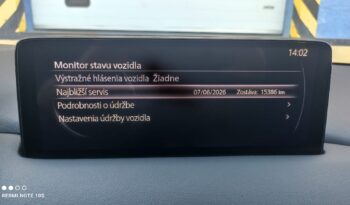 14:02
Monitor stavu vozidla
Výstražné hlásenia vozidla Žiadne
Najbližší servis 07/06/2026 Zostáva: 15386 km
Podrobnosti o údržbe >
Nastavenia údržby vozidla >
REDMI NOTE 10S